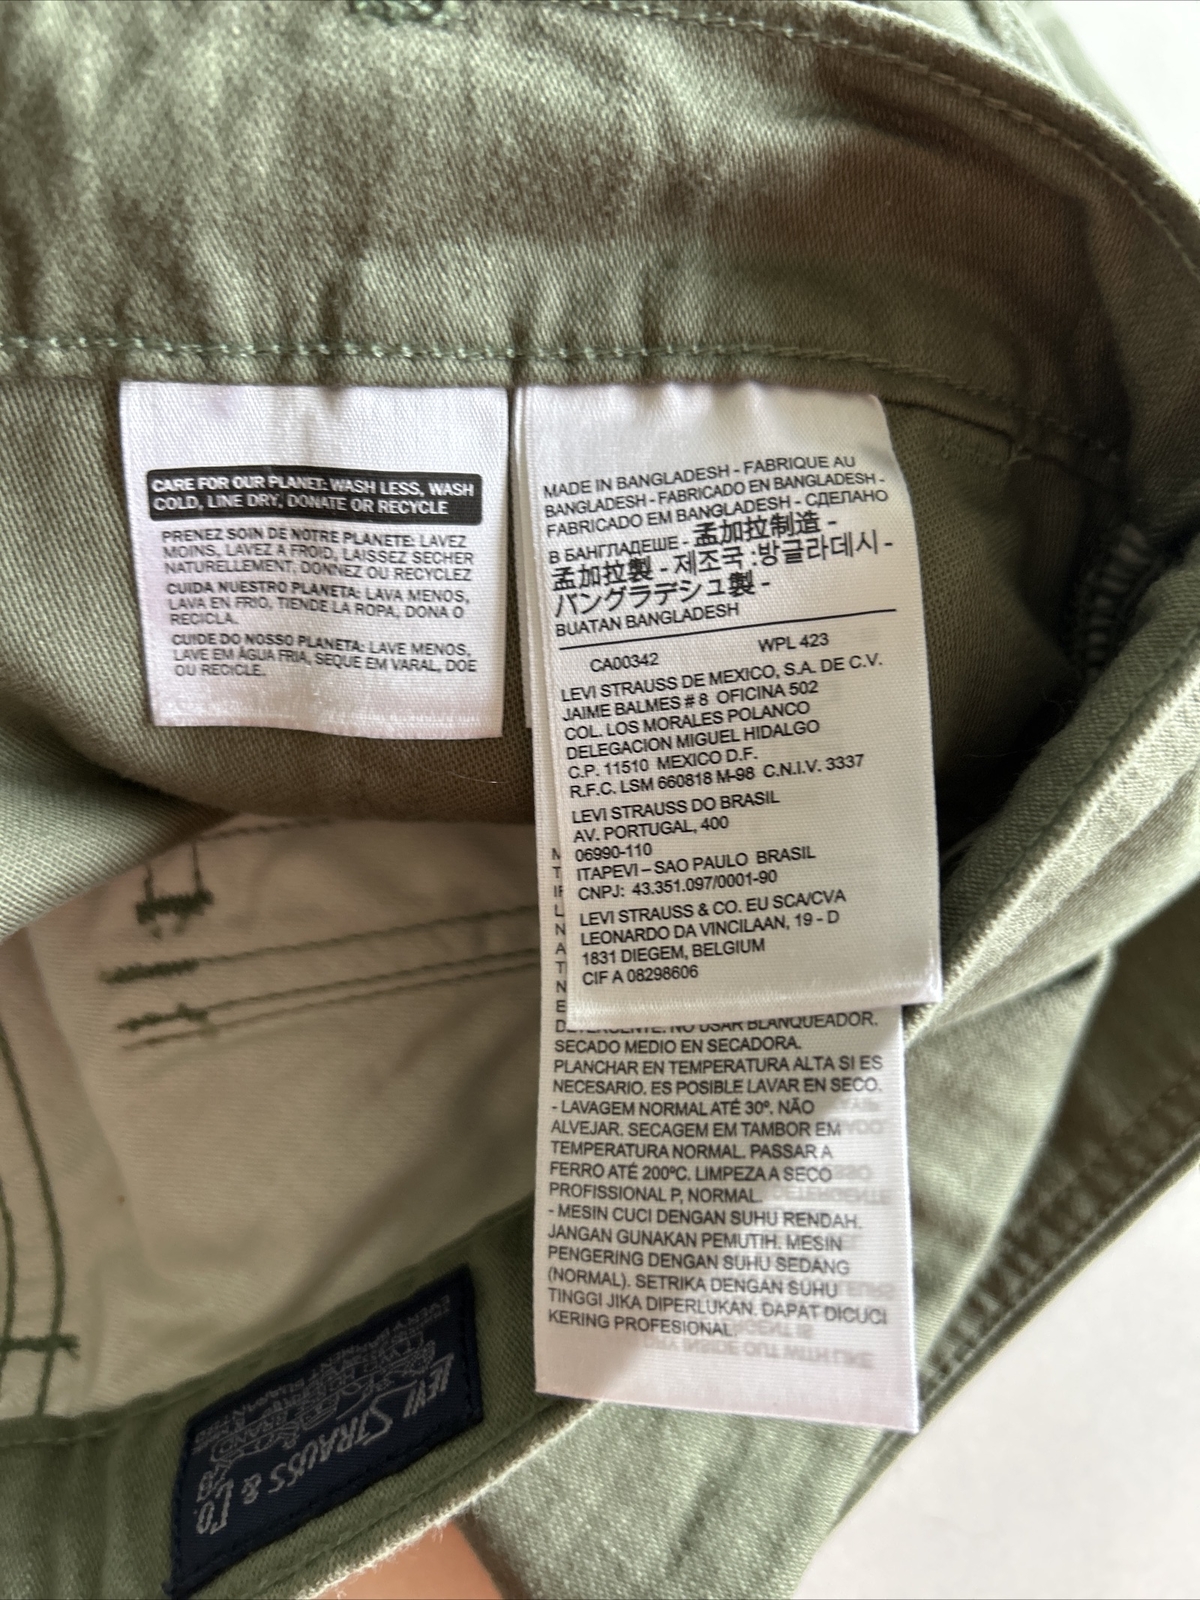 CARE FOR OUR PLANET: WASH LESS, WASH
COLD, LINE DRY, DONATE OR RECYCLE
PRENEZ SOIN DE NOTRE PLANETE: LAVEZ
MOINS, LAVEZ A FROID, LAISSEZ SECHER
NATURELLEMENT, DONNEZ OU RECYCLEZ
CUIDA NUESTRO PLANETA: LAVA MENOS,
LAVA EN FRIO, TIENDE LA ROPA, DONA O
RECICLA.
CUIDE DO NOSSO PLANETA: LAVE MENOS,
LAVE EM ÁGUA FRIA, SEQUE EM VARAL, DOE
OU RECICLE.
MADE IN BANGLADESH - FABRIQUE AU
BANGLADESH - FABRICADO EN BANGLADESH -
FABRICADO EM BANGLADESH - СДЕЛАНО
В БАНГЛАДЕШЕ - 孟加拉制造 -
孟加拉製 - 제조국 :방글라데시 -
バングラデシュ製 -
BUATAN BANGLADESH
CA00342 WPL 423
LEVI STRAUSS DE MEXICO, S.A. DE C.V.
JAIME BALMES # 8 OFICINA 502
COL. LOS MORALES POLANCO
DELEGACION MIGUEL HIDALGO
C.P. 11510 MEXICO D.F.
R.F.C. LSM 660818 M-98 C.N.I.V. 3337
LEVI STRAUSS DO BRASIL
AV. PORTUGAL, 400
06990-110
ITAPEVI – SAO PAULO BRASIL
CNPJ: 43.351.097/0001-90
LEVI STRAUSS & CO. EU SCA/CVA
LEONARDO DA VINCILAAN, 19 - D
1831 DIEGEM, BELGIUM
CIF A 08298606
DETERGENTE. NO USAR BLANQUEADOR.
SECADO MEDIO EN SECADORA.
PLANCHAR EN TEMPERATURA ALTA SI ES
NECESARIO. ES POSIBLE LAVAR EN SECO.
- LAVAGEM NORMAL ATÉ 30º. NÃO
ALVEJAR. SECAGEM EM TAMBOR EM
TEMPERATURA NORMAL. PASSAR A
FERRO ATÉ 200ºC. LIMPEZA A SECO
PROFISSIONAL P, NORMAL.
- MESIN CUCI DENGAN SUHU RENDAH.
JANGAN GUNAKAN PEMUTIH. MESIN
PENGERING DENGAN SUHU SEDANG
(NORMAL). SETRIKA DENGAN SUHU
TINGGI JIKA DIPERLUKAN. DAPAT DICUCI
KERING PROFESIONAL.
LEVI STRAUSS & CO.